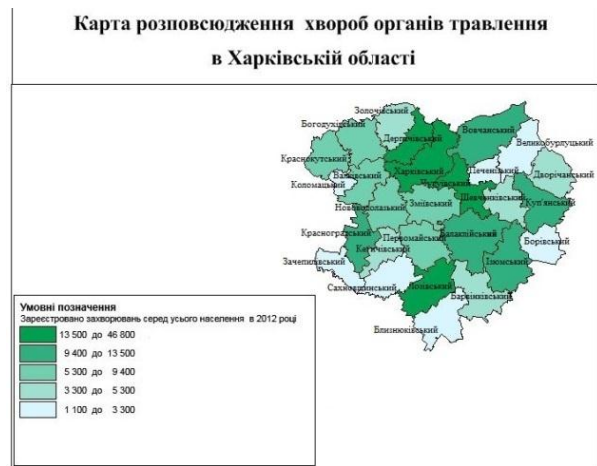 Карта розповсюдження хвороб органів травлення
в Харківській області
Золочівський
Богодухівський
Дергачівський
Вовчанський
Великобурлуцький
Краснокутський
Харківський
Печенізький
Валківський
Чугуївський
Дворічанський
Коломацький
Шевченківський
Куп'янський
Нововодолазький
Зміївський
Красноградський
Первомайський
Балаклійський
Борівський
Кегичівський
Зачепилівський
Ізюмський
Сахновщинський
Лозівський
Барвінківський
Близнюківський
Умовні позначення
Зареєстровано захворювань серед усього населення в 2012 році
13 500 до 46 800
9 400 до 13 500
5 300 до 9 400
3 300 до 5 300
1 100 до 3 300